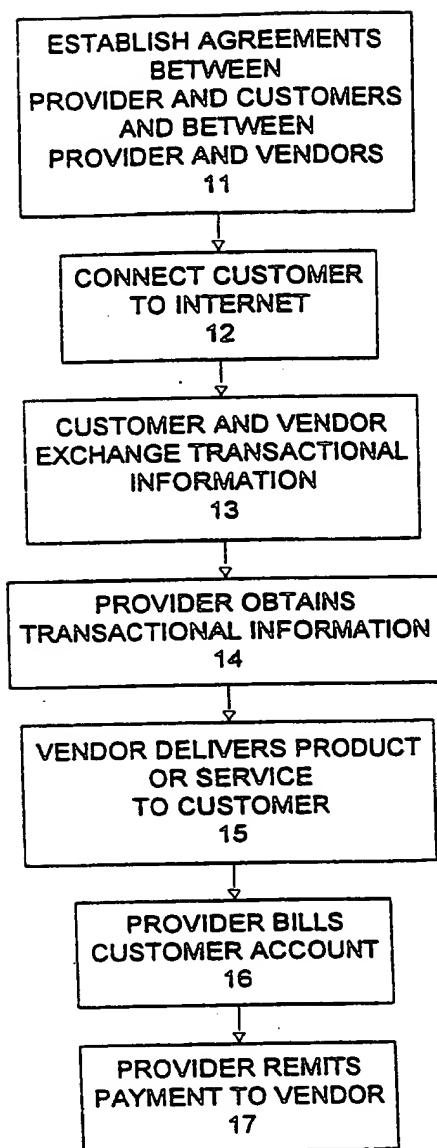 ESTABLISH AGREEMENTS
BETWEEN
PROVIDER AND CUSTOMERS
AND BETWEEN
PROVIDER AND VENDORS
11
CONNECT CUSTOMER
TO INTERNET
12
CUSTOMER AND VENDOR
EXCHANGE TRANSACTIONAL
INFORMATION
13
PROVIDER OBTAINS
TRANSACTIONAL INFORMATION
14
VENDOR DELIVERS PRODUCT
OR SERVICE
TO CUSTOMER
15
PROVIDER BILLS
CUSTOMER ACCOUNT
16
PROVIDER REMITS
PAYMENT TO VENDOR
17